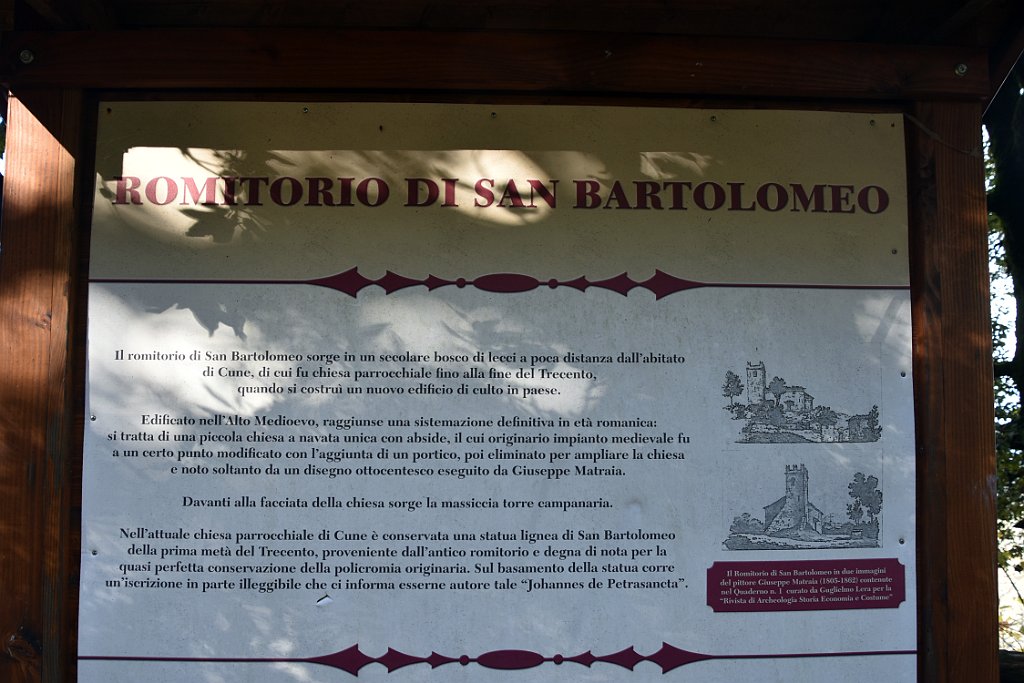 ROMITORIO DI SAN BARTOLOMEO
Il romitorio di San Bartolomeo sorge in un secolare bosco di lecci a poca distanza dall'abitato
di Cune, di cui fu chiesa parrocchiale fino alla fine del Trecento,
quando si costruì un nuovo edificio di culto in paese.
Edificato nell'Alto Medioevo, raggiunse una sistemazione definitiva in età romanica:
si tratta di una piccola chiesa a navata unica con abside, il cui originario impianto medievale fu
a un certo punto modificato con l'aggiunta di un portico, poi eliminato per ampliare la chiesa
e noto soltanto da un disegno ottocentesco eseguito da Giuseppe Matraia.
Davanti alla facciata della chiesa sorge la massiccia torre campanaria.
Nell'attuale chiesa parrocchiale di Cune è conservata una statua lignea di San Bartolomeo
della prima metà del Trecento, proveniente dall'antico romitorio e degna di nota per la
quasi perfetta conservazione della policromia originaria. Sul basamento della statua corre
un'iscrizione in parte illeggibile che ci informa esserne autore tale "Johannes de Petrasancta".
Il Romitorio di San Bartolomeo in due immagini
del pittore Giuseppe Matraia (1805-1862) contenute
nel Quaderno n. 1 curato da Guglielmo Lera per la
"Rivista di Archeologia Storia Economia e Costume"